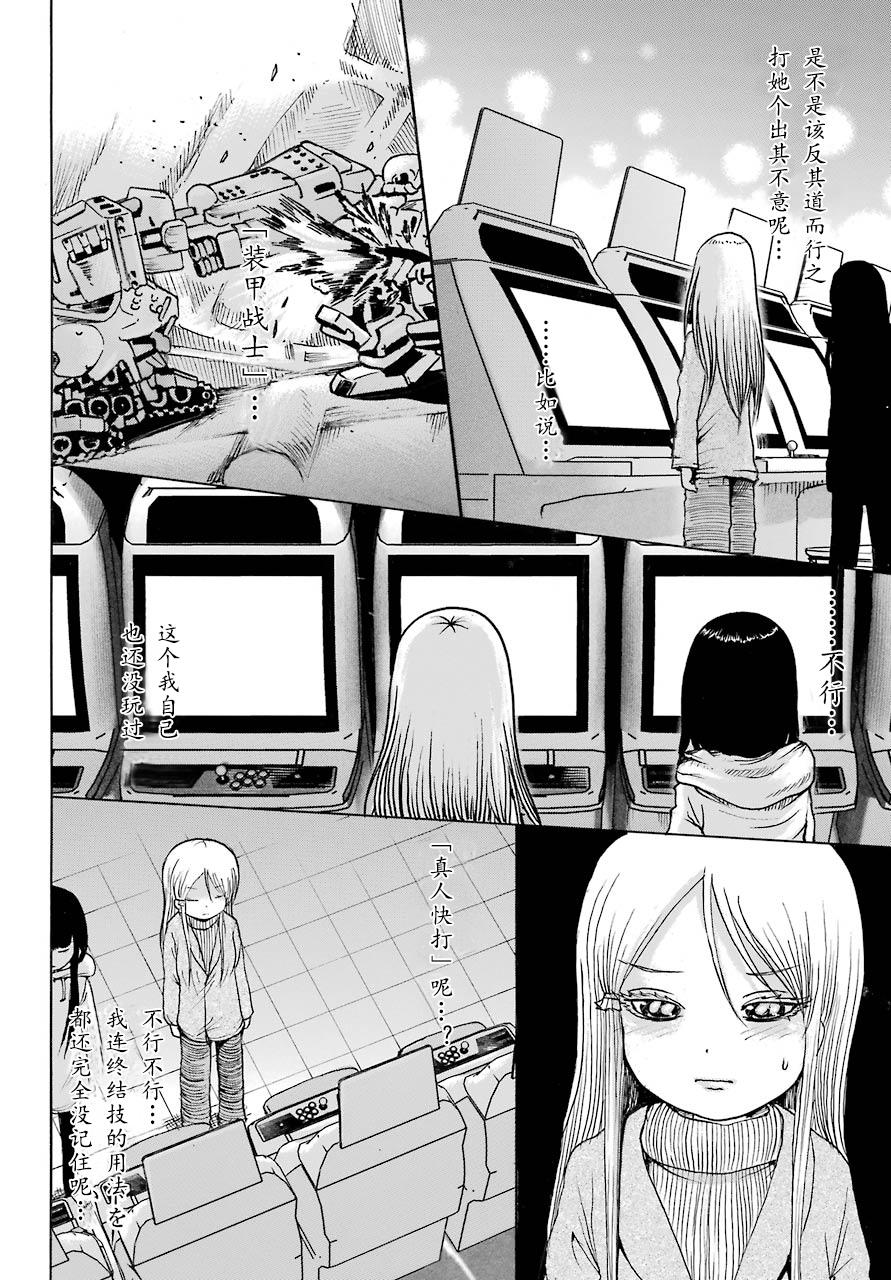 是不是该反其道而行之
打她个出其不意呢…
……比如说…
「装甲战士」…
………不行…
这个我自己
也还没玩过
「真人快打」呢…?
不行不行…
我连终结技的用法
都还完全没记住呢…